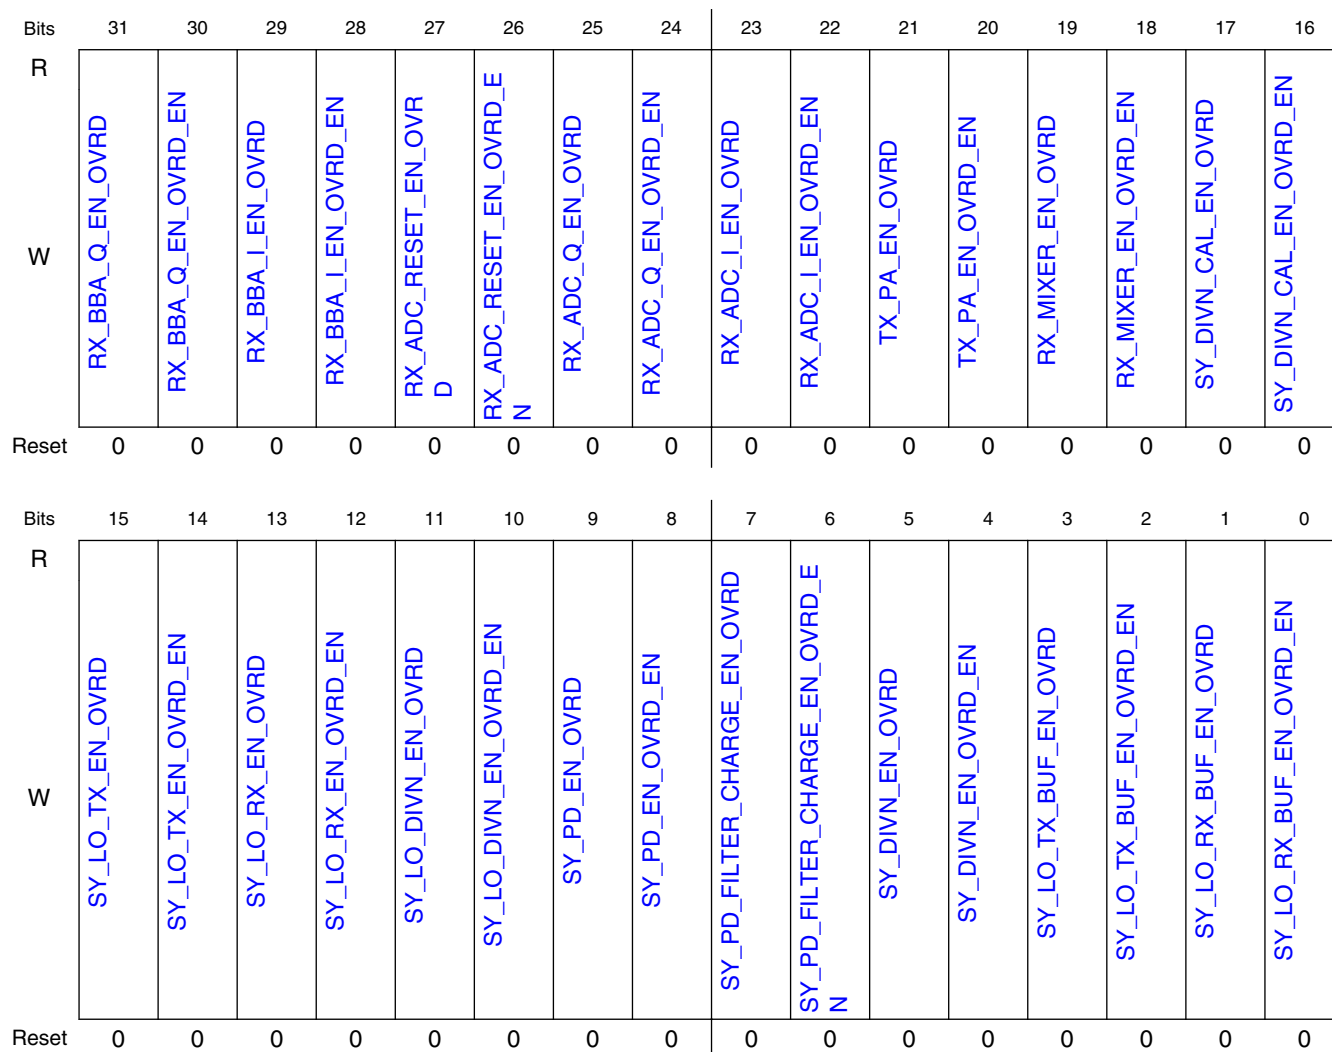 Bits 31 30 29 28 27 26 25 24 23 22 21 20 19 18 17 16
R
W
RX_BBA_Q_EN_OVRD
RX_BBA_Q_EN_OVRD_EN
RX_BBA_I_EN_OVRD
RX_BBA_I_EN_OVRD_EN
RX_ADC_RESET_EN_OVR
D
RX_ADC_RESET_EN_OVRD_E
N
RX_ADC_Q_EN_OVRD
RX_ADC_Q_EN_OVRD_EN
RX_ADC_I_EN_OVRD
RX_ADC_I_EN_OVRD_EN
TX_PA_EN_OVRD
TX_PA_EN_OVRD_EN
RX_MIXER_EN_OVRD
RX_MIXER_EN_OVRD_EN
SY_DIVN_CAL_EN_OVRD
SY_DIVN_CAL_EN_OVRD_EN
Reset 0 0 0 0 0 0 0 0 0 0 0 0 0 0 0 0
Bits 15 14 13 12 11 10 9 8 7 6 5 4 3 2 1 0
R
W
SY_LO_TX_EN_OVRD
SY_LO_TX_EN_OVRD_EN
SY_LO_RX_EN_OVRD
SY_LO_RX_EN_OVRD_EN
SY_LO_DIVN_EN_OVRD
SY_LO_DIVN_EN_OVRD_EN
SY_PD_EN_OVRD
SY_PD_EN_OVRD_EN
SY_PD_FILTER_CHARGE_EN_OVRD
SY_PD_FILTER_CHARGE_EN_OVRD_E
N
SY_DIVN_EN_OVRD
SY_DIVN_EN_OVRD_EN
SY_LO_TX_BUF_EN_OVRD
SY_LO_TX_BUF_EN_OVRD_EN
SY_LO_RX_BUF_EN_OVRD
SY_LO_RX_BUF_EN_OVRD_EN
Reset 0 0 0 0 0 0 0 0 0 0 0 0 0 0 0 0